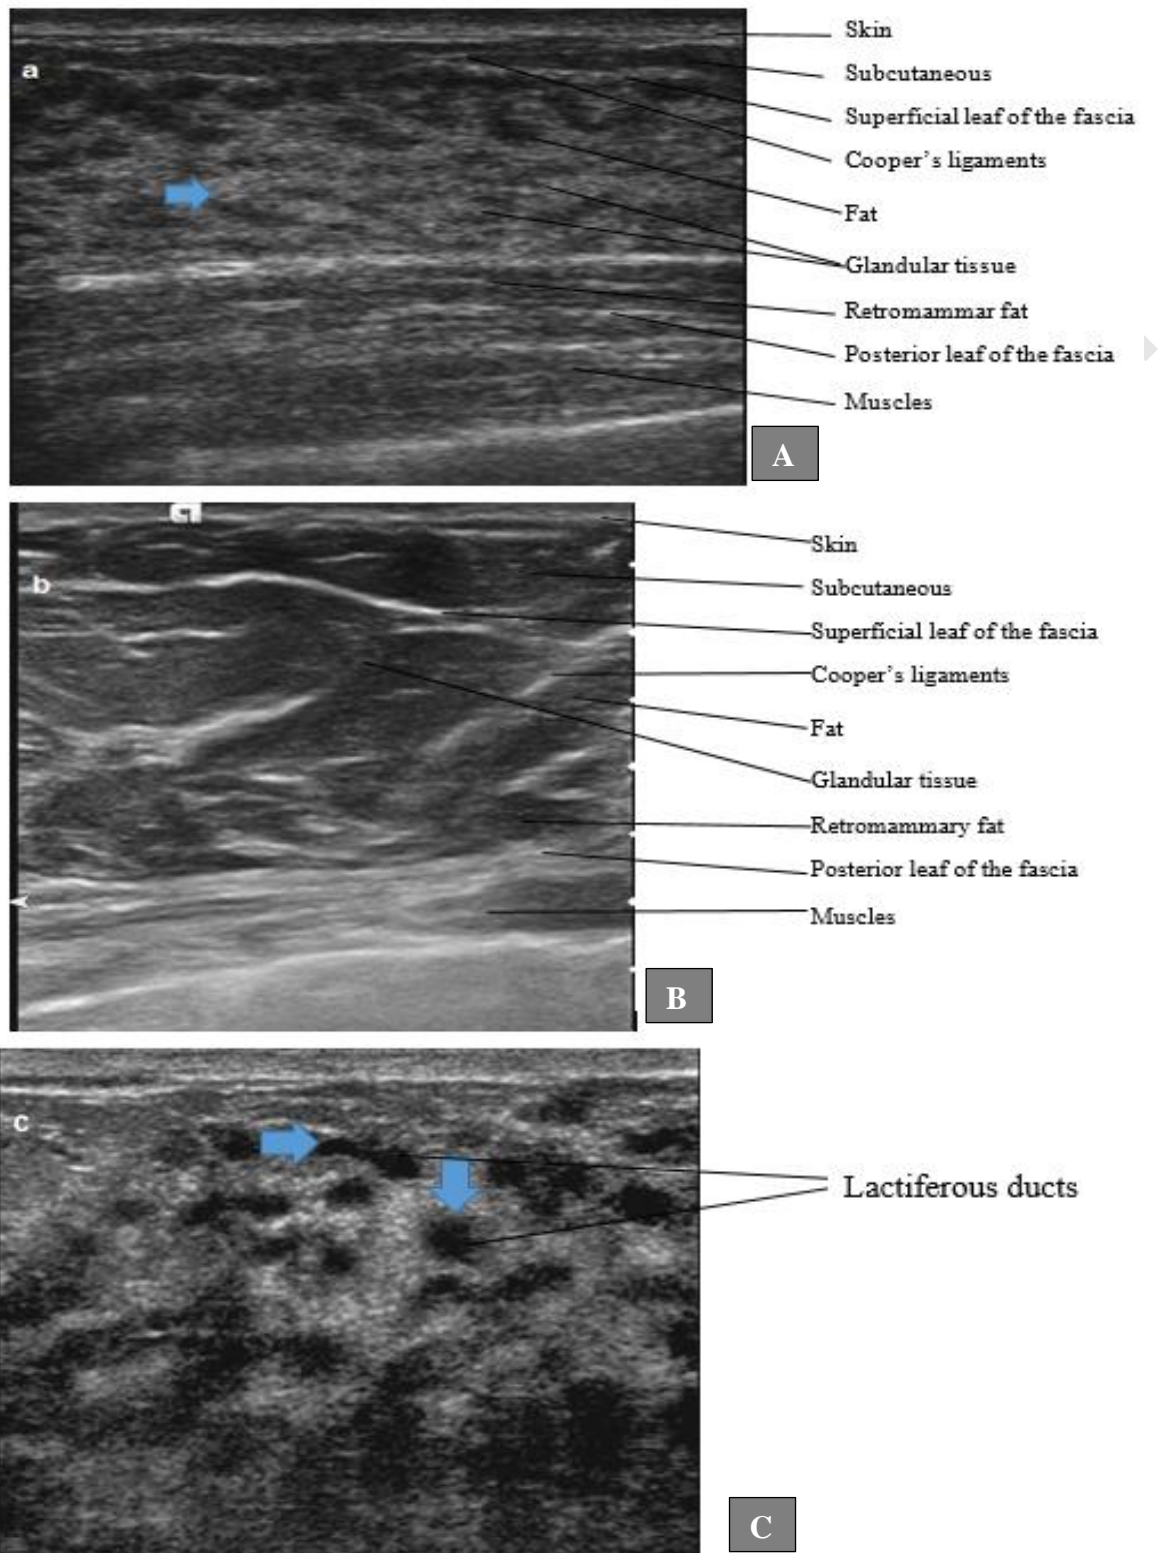 a
Skin
Subcutaneous
Superficial leaf of the fascia
Cooper's ligaments
Fat
Glandular tissue
Retromammar fat
Posterior leaf of the fascia
Muscles
A
b
Skin
Subcutaneous
Superficial leaf of the fascia
Cooper's ligaments
Fat
Glandular tissue
Retromammary fat
Posterior leaf of the fascia
Muscles
B
c
Lactiferous ducts
C